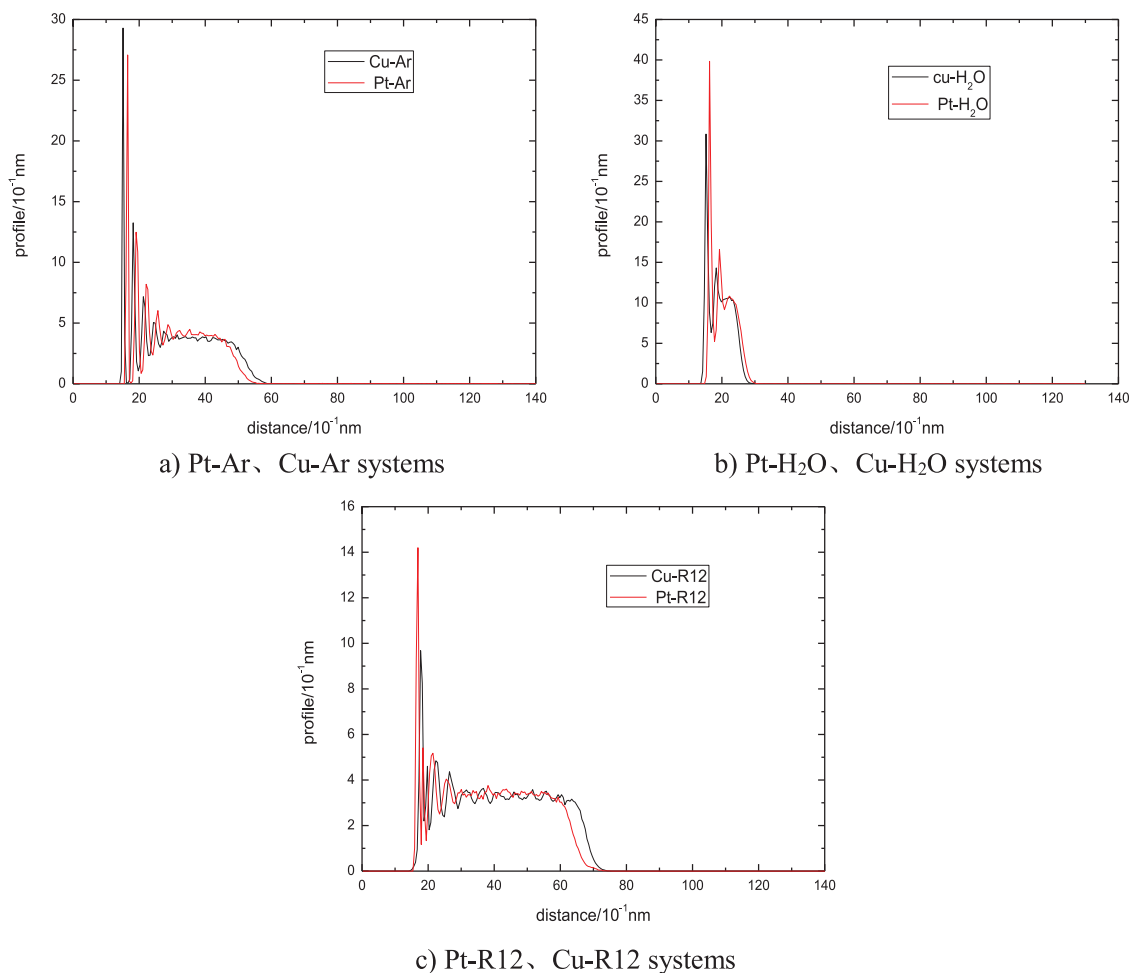 30
25
20
15
10
5
0
profile/10⁻¹nm
Cu-Ar
Pt-Ar
0 20 40 60 80 100 120 140
distance/10⁻¹nm
a) Pt-Ar、Cu-Ar systems
45
40
35
30
25
20
15
10
5
0
profile/10⁻¹nm
cu-H₂O
Pt-H₂O
0 20 40 60 80 100 120 140
distance/10⁻¹nm
b) Pt-H₂O、Cu-H₂O systems
16
14
12
10
8
6
4
2
0
profile/10⁻¹nm
Cu-R12
Pt-R12
0 20 40 60 80 100 120 140
distance/10⁻¹nm
c) Pt-R12、Cu-R12 systems